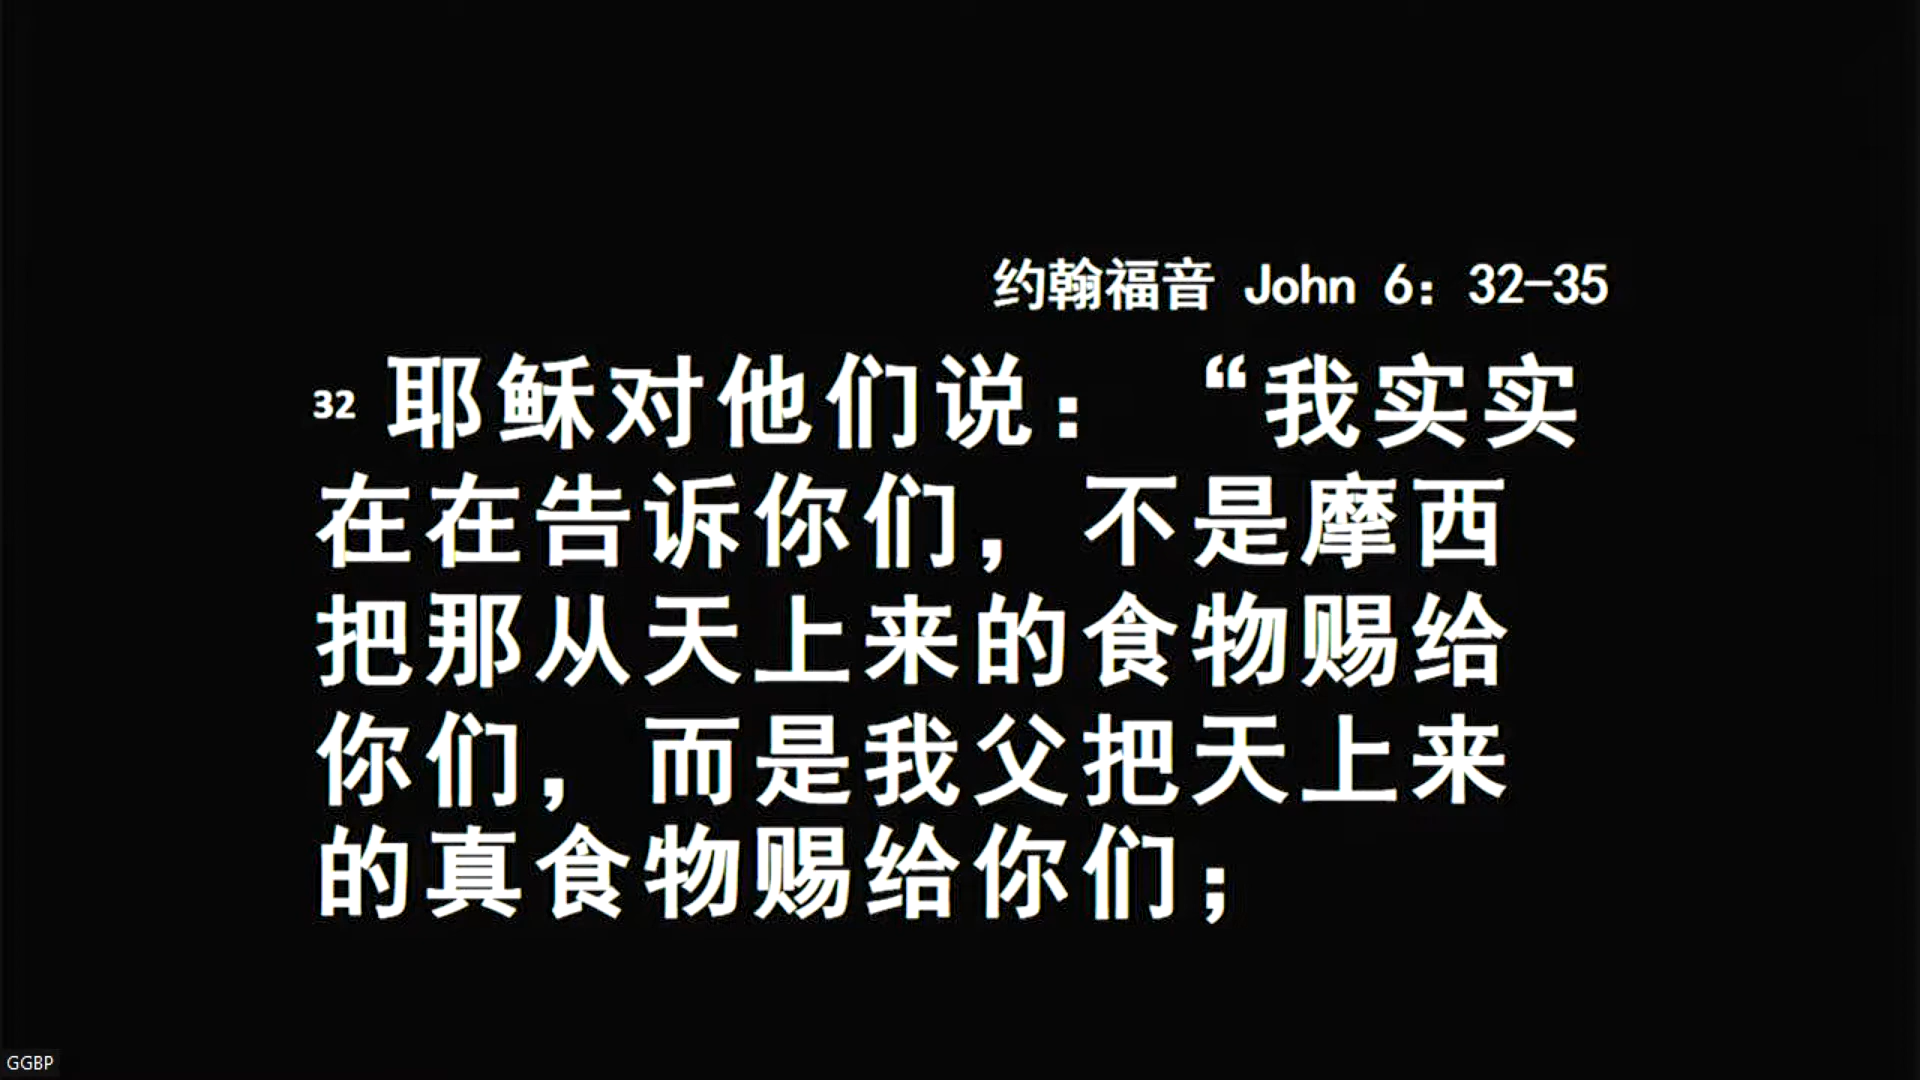 约翰福音 John 6：32-35
32 耶稣对他们说：“我实实
在在告诉你们，不是摩西
把那从天上来的食物赐给
你们，而是我父把天上来
的真食物赐给你们；
GGBP